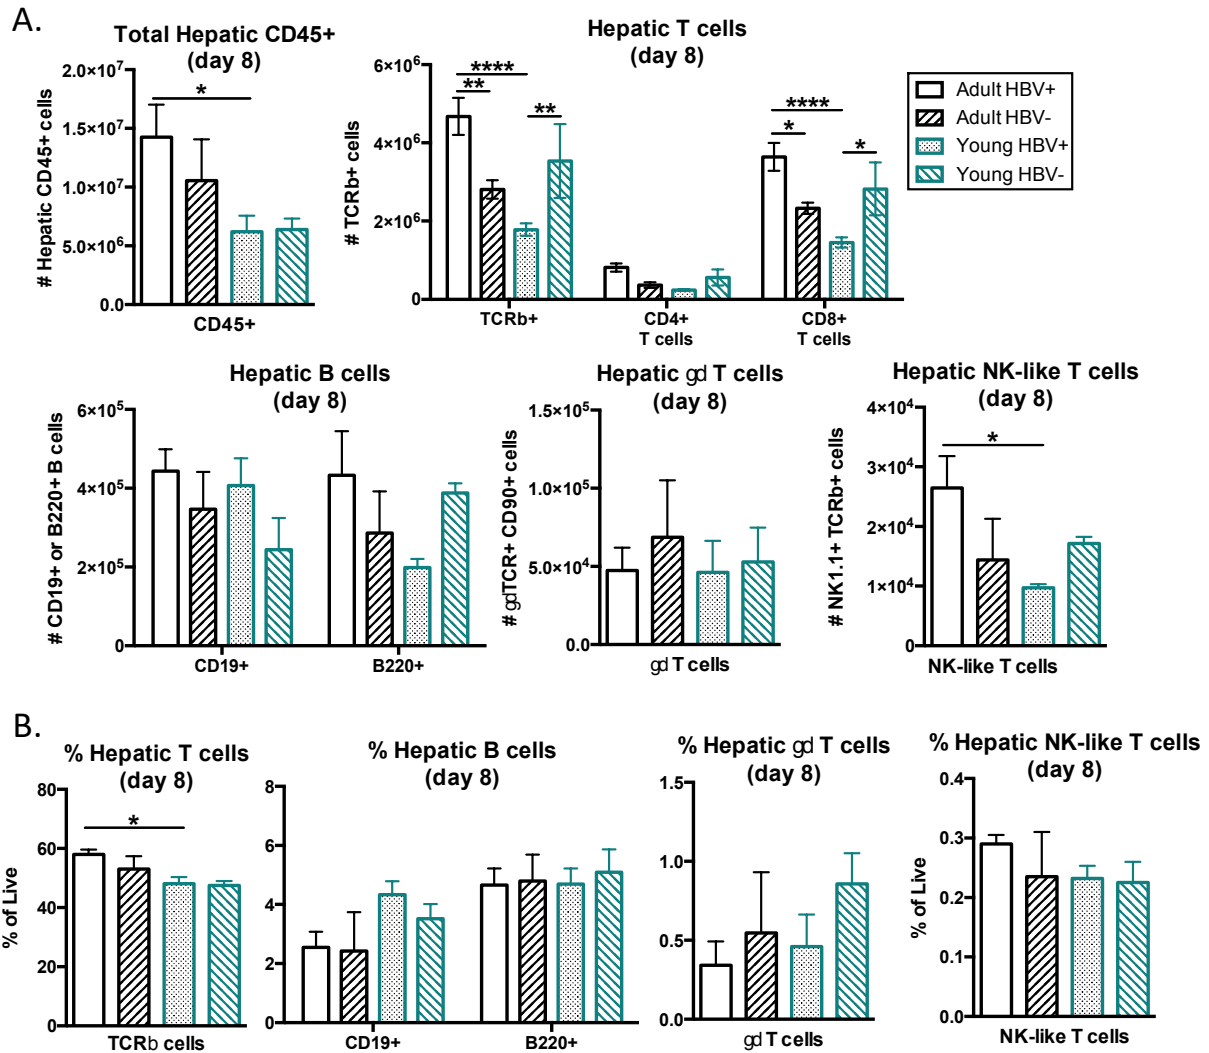 A.
Total Hepatic CD45+
(day 8)
# Hepatic CD45+ cells
2.0×10⁷
1.5×10⁷
1.0×10⁷
5.0×10⁶
0.0
*
CD45+
Hepatic T cells
(day 8)
# TCRb+ cells
6×10⁶
4×10⁶
2×10⁶
0
****
**
**
****
*
*
TCRb+
CD4+
T cells
CD8+
T cells
Adult HBV+
Adult HBV-
Young HBV+
Young HBV-
Hepatic B cells
(day 8)
# CD19+ or B220+ B cells
6×10⁵
4×10⁵
2×10⁵
0
CD19+
B220+
Hepatic gd T cells
(day 8)
# gdTCR+ CD90+ cells
1.5×10⁵
1.0×10⁵
5.0×10⁴
0.0
gd T cells
Hepatic NK-like T cells
(day 8)
# NK1.1+ TCRb+ cells
4×10⁴
3×10⁴
2×10⁴
1×10⁴
0
*
NK-like T cells
B.
% Hepatic T cells
(day 8)
% of Live
80
60
40
20
0
*
TCRb cells
% Hepatic B cells
(day 8)
8
6
4
2
0
CD19+
B220+
% Hepatic gd T cells
(day 8)
1.5
1.0
0.5
0.0
gd T cells
% Hepatic NK-like T cells
(day 8)
% of Live
0.4
0.3
0.2
0.1
0.0
NK-like T cells